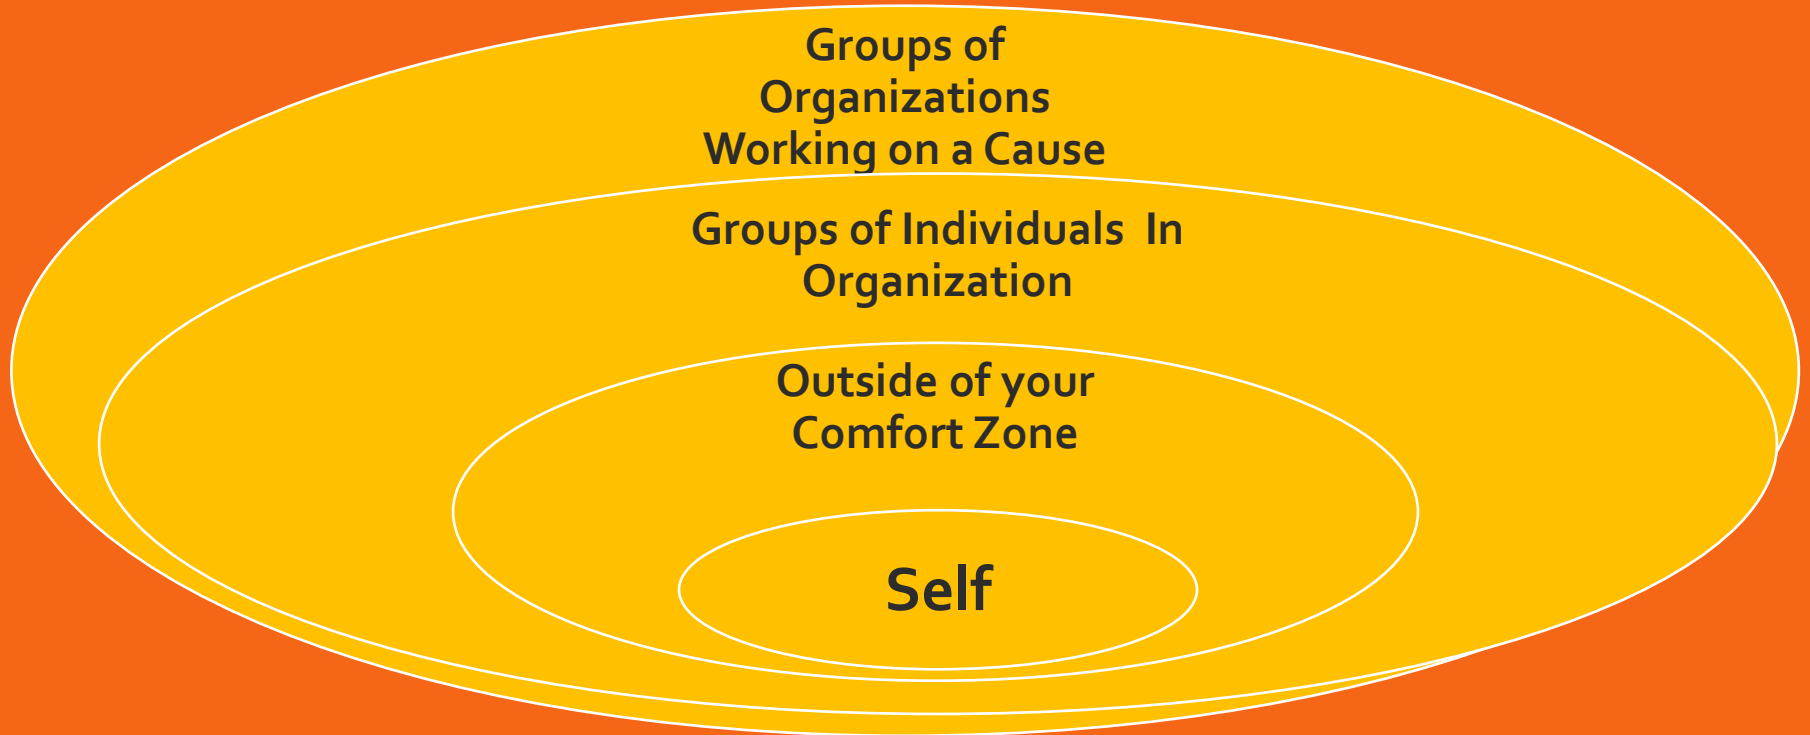 Groups of
Organizations
Working on a Cause
Groups of Individuals  In
Organization
Outside of your
Comfort Zone
Self